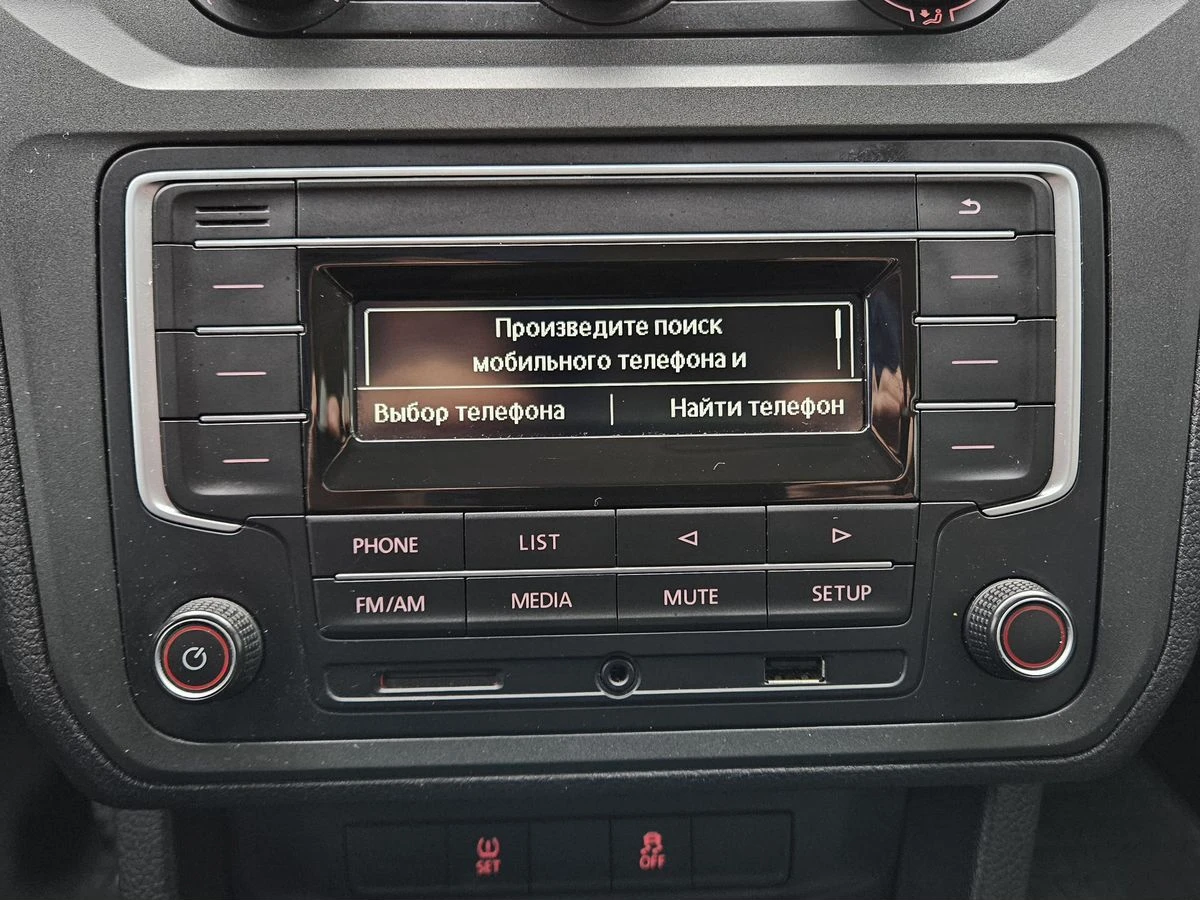 Произведите поиск
мобильного телефона и
Выбор телефона | Найти телефон
PHONE LIST
FM/AM MEDIA MUTE SETUP
SET OFF